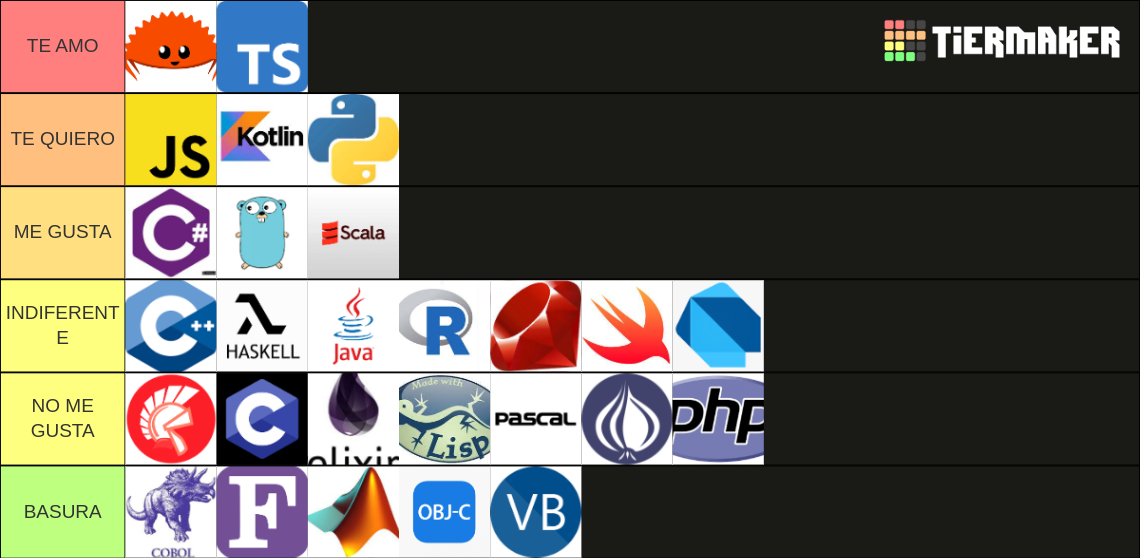 TE AMO
TS
TiERMAKER
TE QUIERO
JS
Kotlin
ME GUSTA
C#
Scala
INDIFERENT
E
C++
HASKELL
Java
R
NO ME
GUSTA
C
elixir
Made with
Lisp
PASCAL
php
BASURA
COBOL
F
OBJ-C
VB